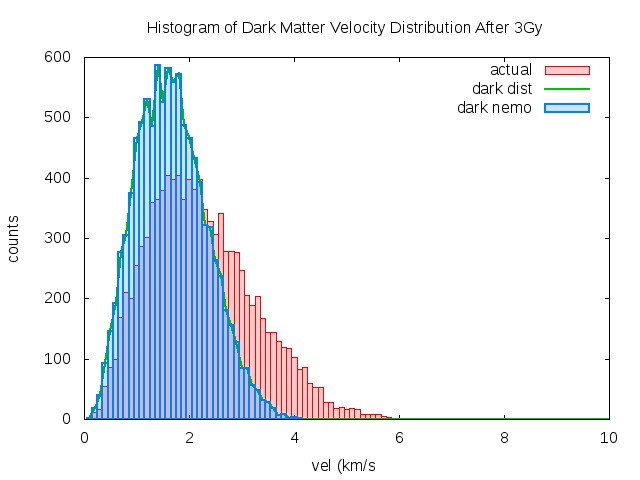 Histogram of Dark Matter Velocity Distribution After 3Gy
600
500
400
300
200
100
0
counts
actual
dark dist
dark nemo
0 2 4 6 8 10
vel (km/s